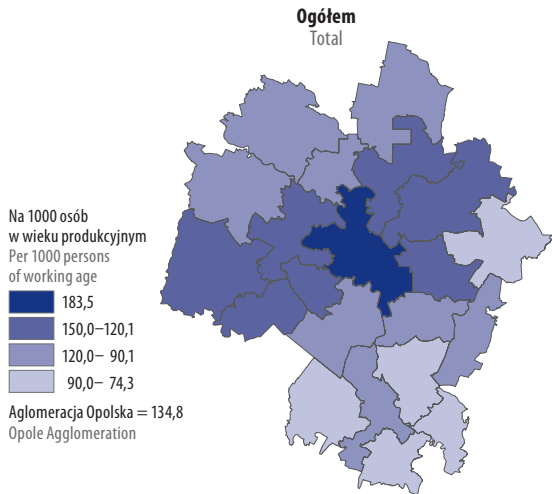 Ogółem
Total
Na 1000 osób
w wieku produkcyjnym
Per 1000 persons
of working age
183,5
150,0–120,1
120,0– 90,1
90,0– 74,3
Aglomeracja Opolska = 134,8
Opole Agglomeration